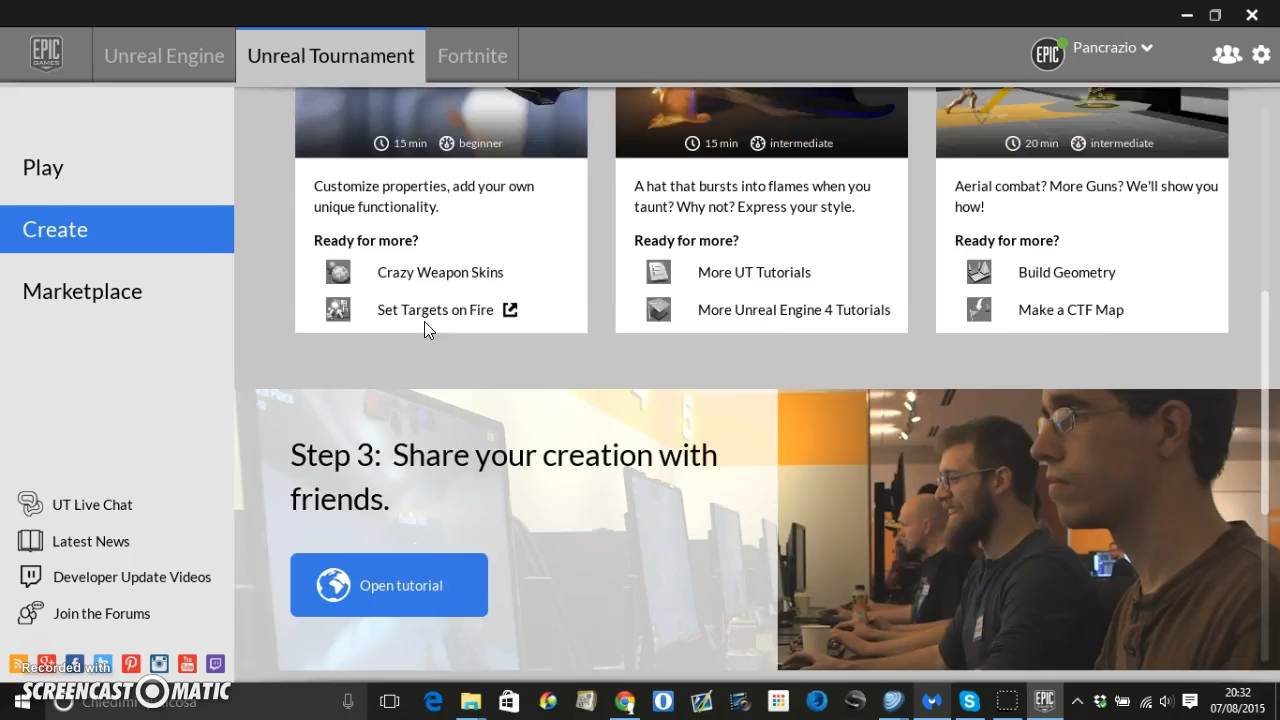 EPIC GAMES
Unreal Engine
Unreal Tournament
Fortnite
EPIC
Pancrazio
Play
Create
Marketplace
UT Live Chat
Latest News
Developer Update Videos
Join the Forums
15 min beginner
Customize properties, add your own
unique functionality.
Ready for more?
Crazy Weapon Skins
Set Targets on Fire
15 min intermediate
A hat that bursts into flames when you
taunt? Why not? Express your style.
Ready for more?
More UT Tutorials
More Unreal Engine 4 Tutorials
20 min intermediate
Aerial combat? More Guns? We'll show you
how!
Ready for more?
Build Geometry
Make a CTF Map
Step 3: Share your creation with
friends.
Open tutorial
Recorded with
SCREENCAST-O-MATIC
EPIC
20:32
07/08/2015